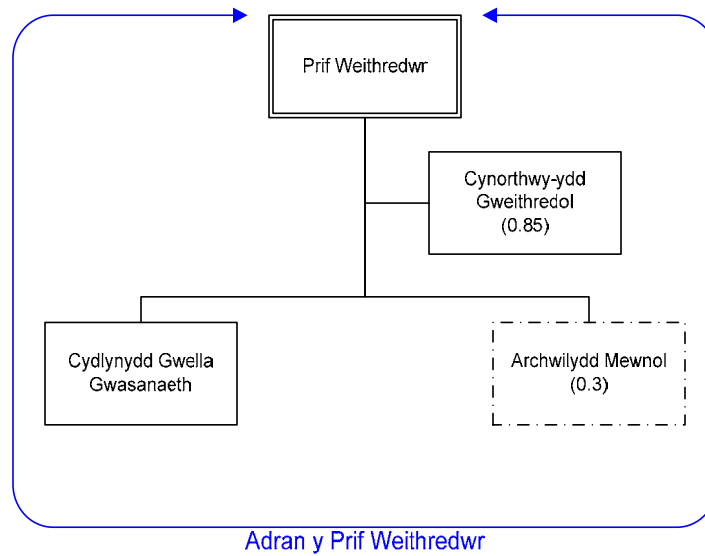 Prif Weithredwr
Cynorthwy-ydd
Gweithredol
(0.85)
Cydlynydd Gwella
Gwasanaeth
Archwilydd Mewnol
(0.3)
Adran y Prif Weithredwr